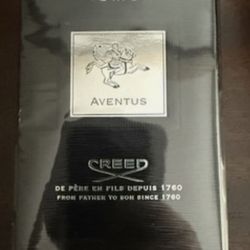 AVENTUS
CREED
DE PÈRE EN FILS DEPUIS 1760
FROM FATHER TO SON SINCE 1760